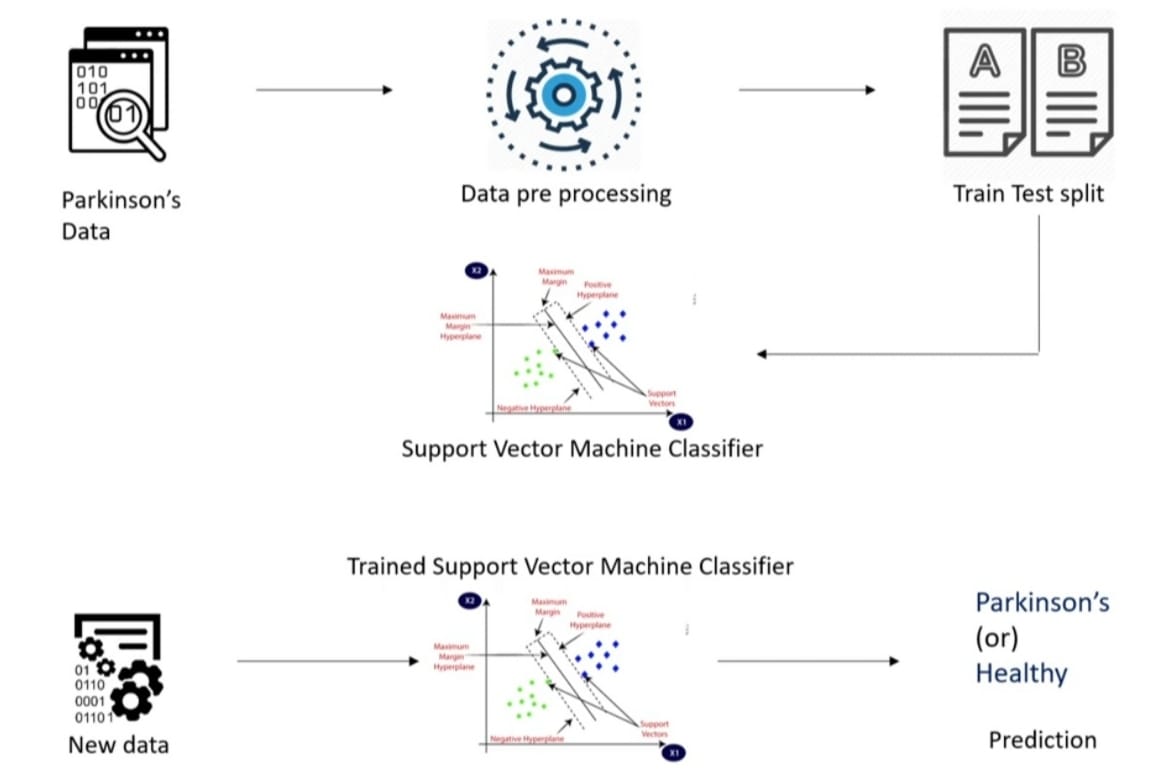 010
101
00
01
A
B
Parkinson's
Data
Data pre processing
Train Test split
X2
Maximum
Margin
Positive
Hyperplane
Maximum
Margin
Hyperplane
Support
Vectors
Negative Hyperplane
X1
Support Vector Machine Classifier
Trained Support Vector Machine Classifier
X2
Maximum
Margin
Positive
Hyperplane
Maximum
Margin
Hyperplane
Support
Vectors
Negative Hyperplane
X1
01
0110
0001
01101
New data
Parkinson's
(or)
Healthy
Prediction